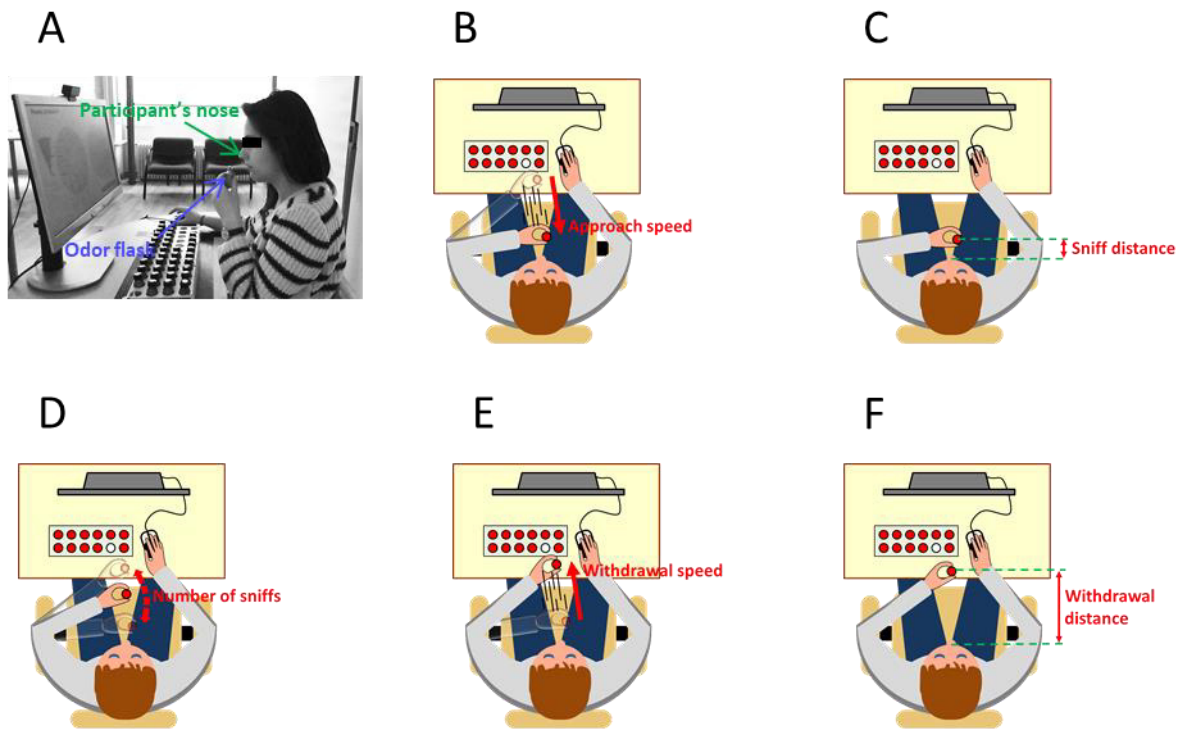 A
B
C
Participant's nose
Odor flask
Approach speed
Sniff distance
D
E
F
Number of sniffs
Withdrawal speed
Withdrawal
distance